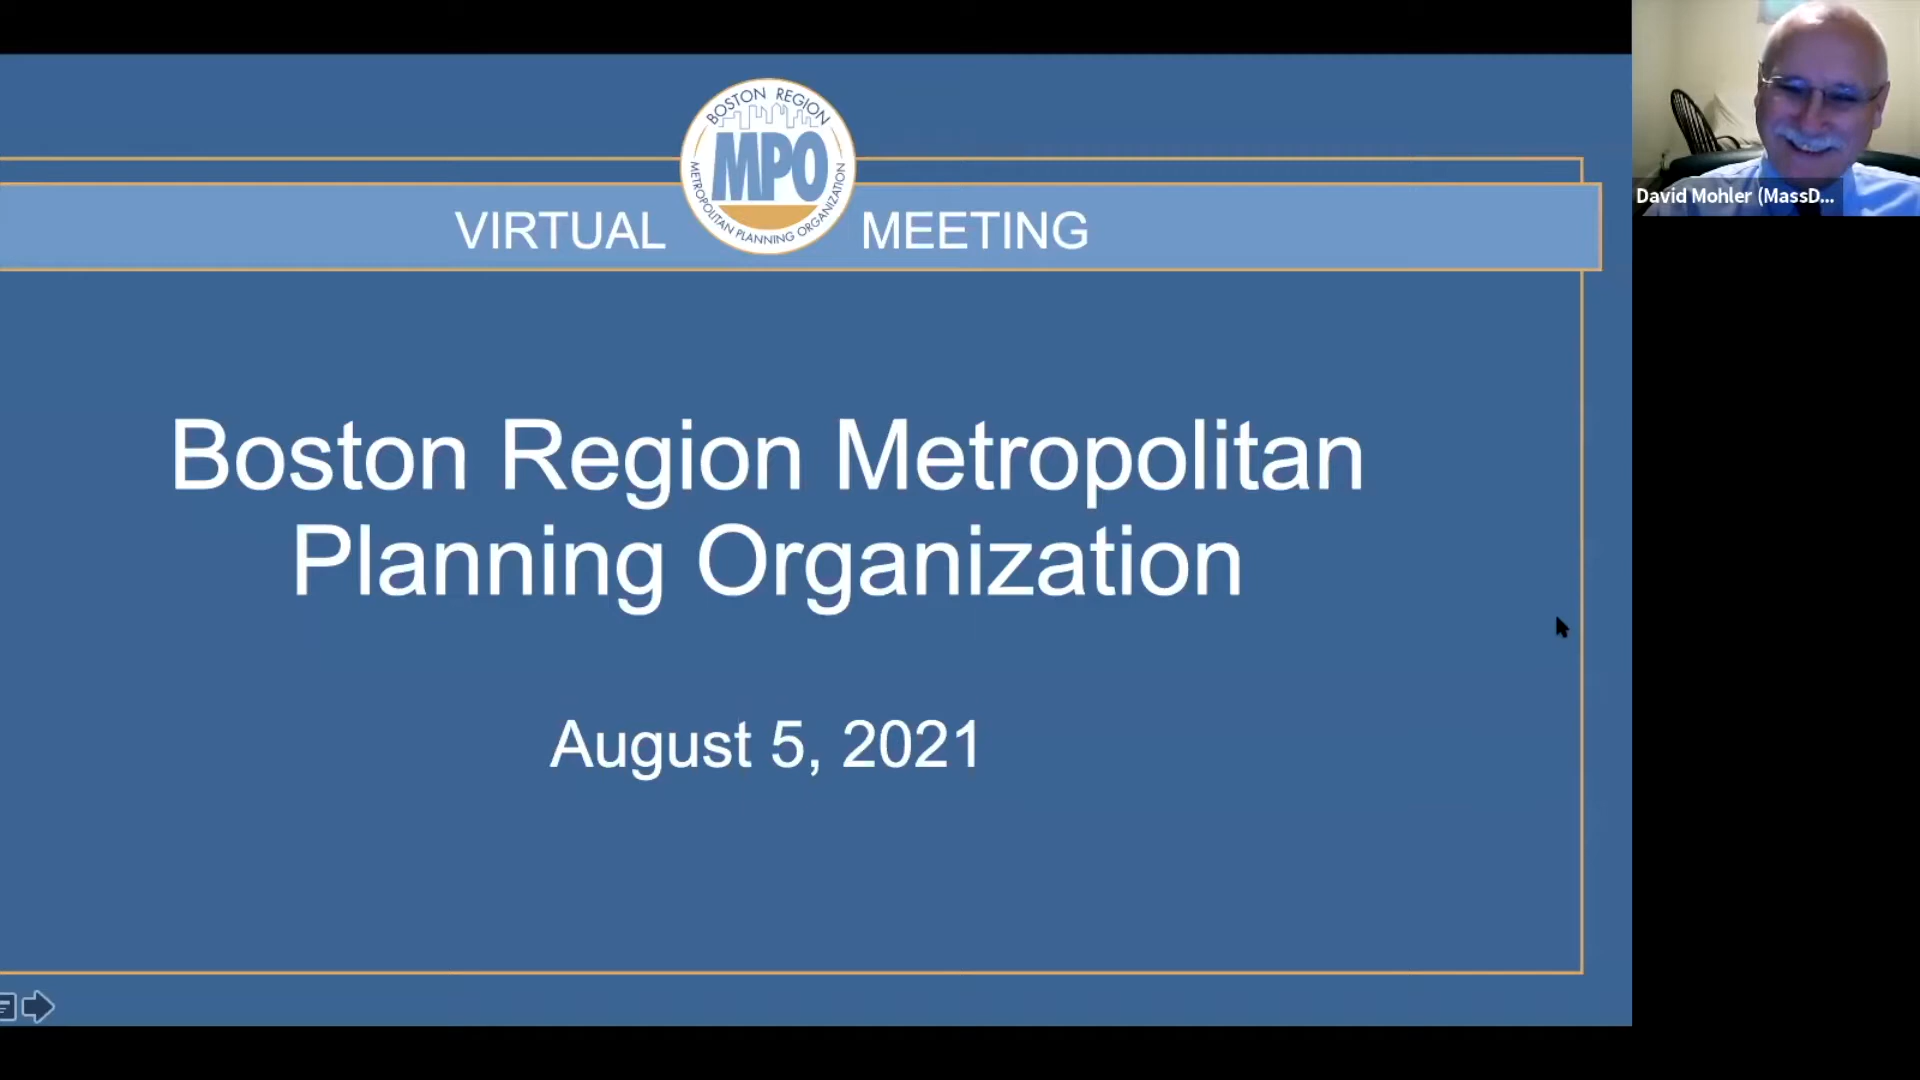 BOSTON REGION
MPO
METROPOLITAN PLANNING ORGANIZATION
VIRTUAL MEETING
Boston Region Metropolitan
Planning Organization
August 5, 2021
David Mohler (MassD...